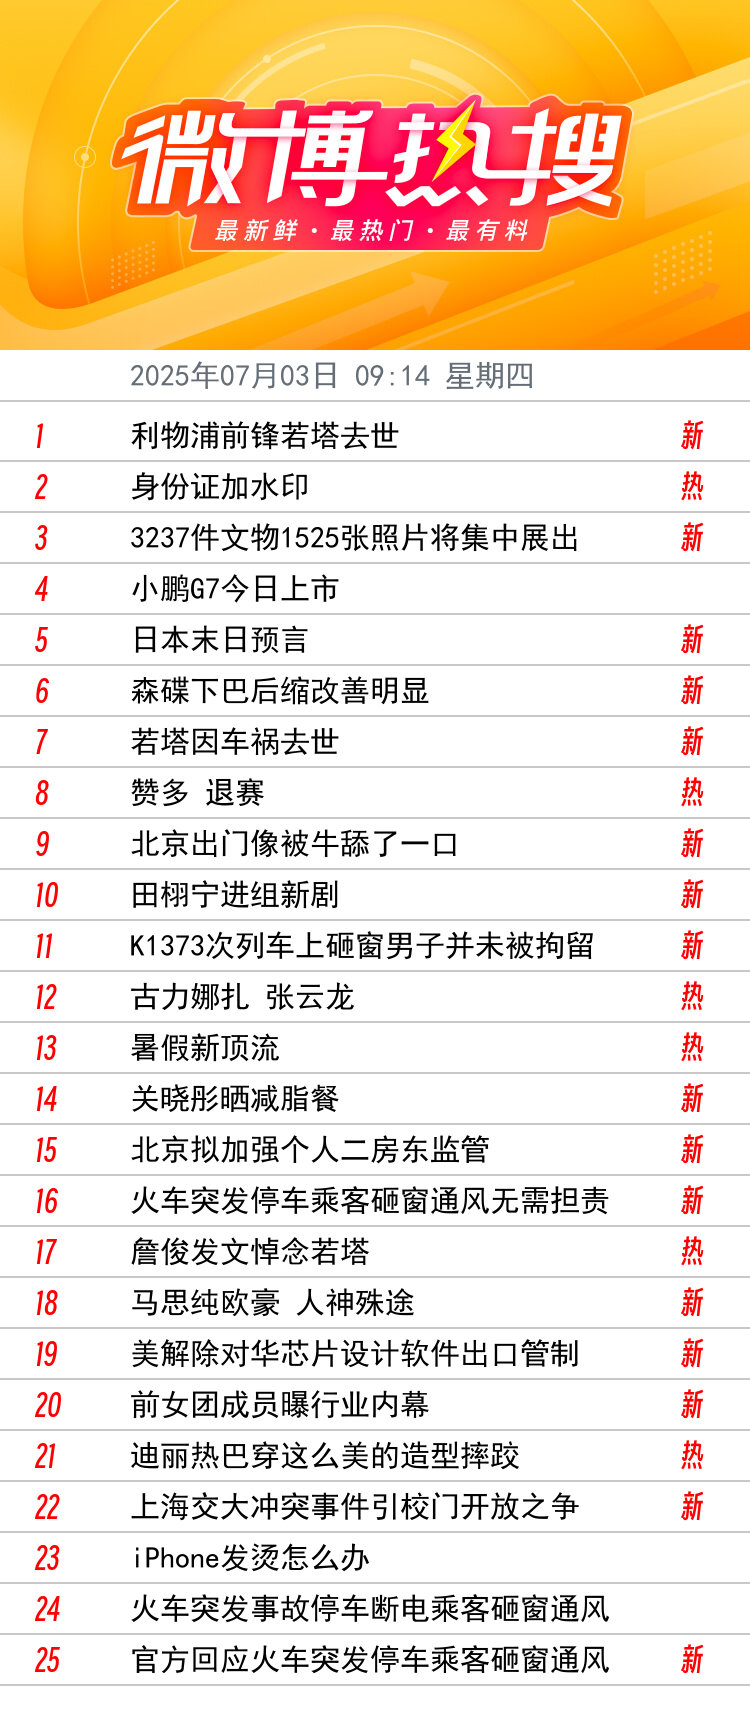 微博热搜
最新鲜·最热门·最有料
2025年07月03日 09:14 星期四
1 利物浦前锋若塔去世 新
2 身份证加水印 热
3 3237件文物1525张照片将集中展出 新
4 小鹏G7今日上市
5 日本末日预言 新
6 森碟下巴后缩改善明显 新
7 若塔因车祸去世 新
8 赞多 退赛 热
9 北京出门像被牛舔了一口 新
10 田栩宁进组新剧 新
11 K1373次列车上砸窗男子并未被拘留 新
12 古力娜扎 张云龙 热
13 暑假新顶流 热
14 关晓彤晒减脂餐 新
15 北京拟加强个人二房东监管 新
16 火车突发停车乘客砸窗通风无需担责 新
17 詹俊发文悼念若塔 热
18 马思纯欧豪 人神殊途 新
19 美解除对华芯片设计软件出口管制 新
20 前女团成员曝行业内幕 新
21 迪丽热巴穿这么美的造型摔跤 热
22 上海交大冲突事件引校门开放之争 新
23 iPhone发烫怎么办
24 火车突发事故停车断电乘客砸窗通风
25 官方回应火车突发停车乘客砸窗通风 新